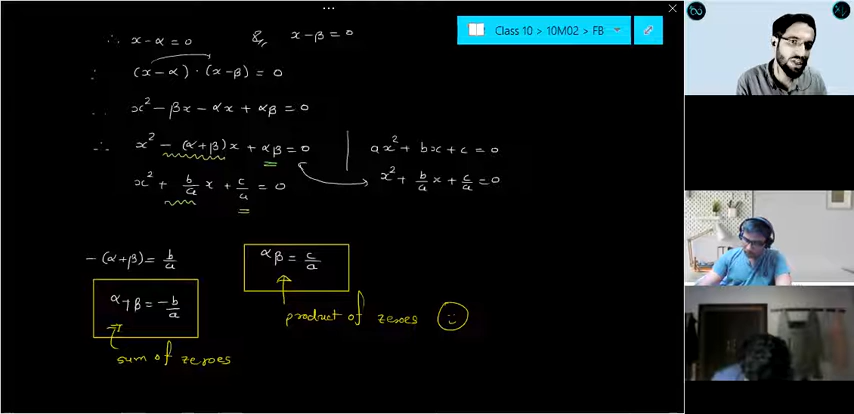 Class 10 > 10M02 > FB
∴ x-α = 0 &, x-β = 0
∴ (x-α)·(x-β) = 0
∴ x² - βx - αx + αβ = 0
∴ x² - (α+β)x + αβ = 0
ax² + bx + c = 0
x² + b/a x + c/a = 0
x² + b/a x + c/a = 0
-(α+β) = b/a
αβ = c/a
α+β = -b/a
product of zeroes
sum of zeroes